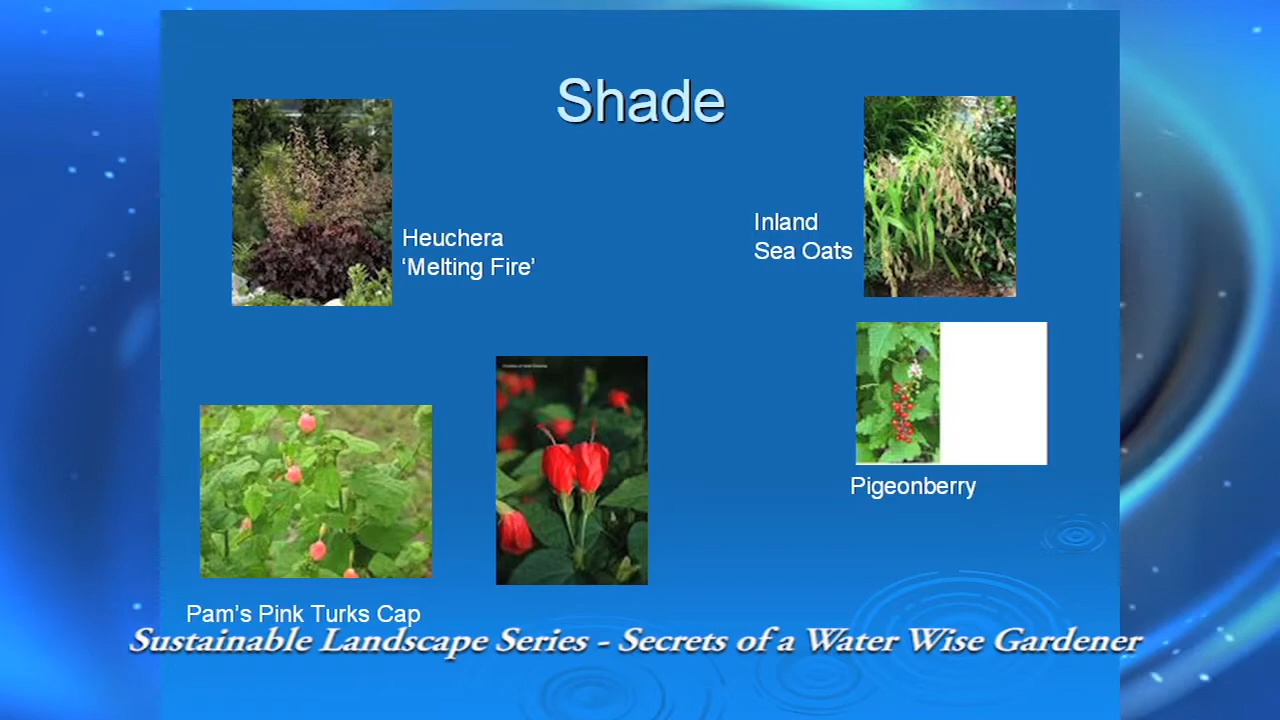 Shade
Heuchera
‘Melting Fire’
Inland
Sea Oats
Pigeonberry
Pam’s Pink Turks Cap
Sustainable Landscape Series - Secrets of a Water Wise Gardener